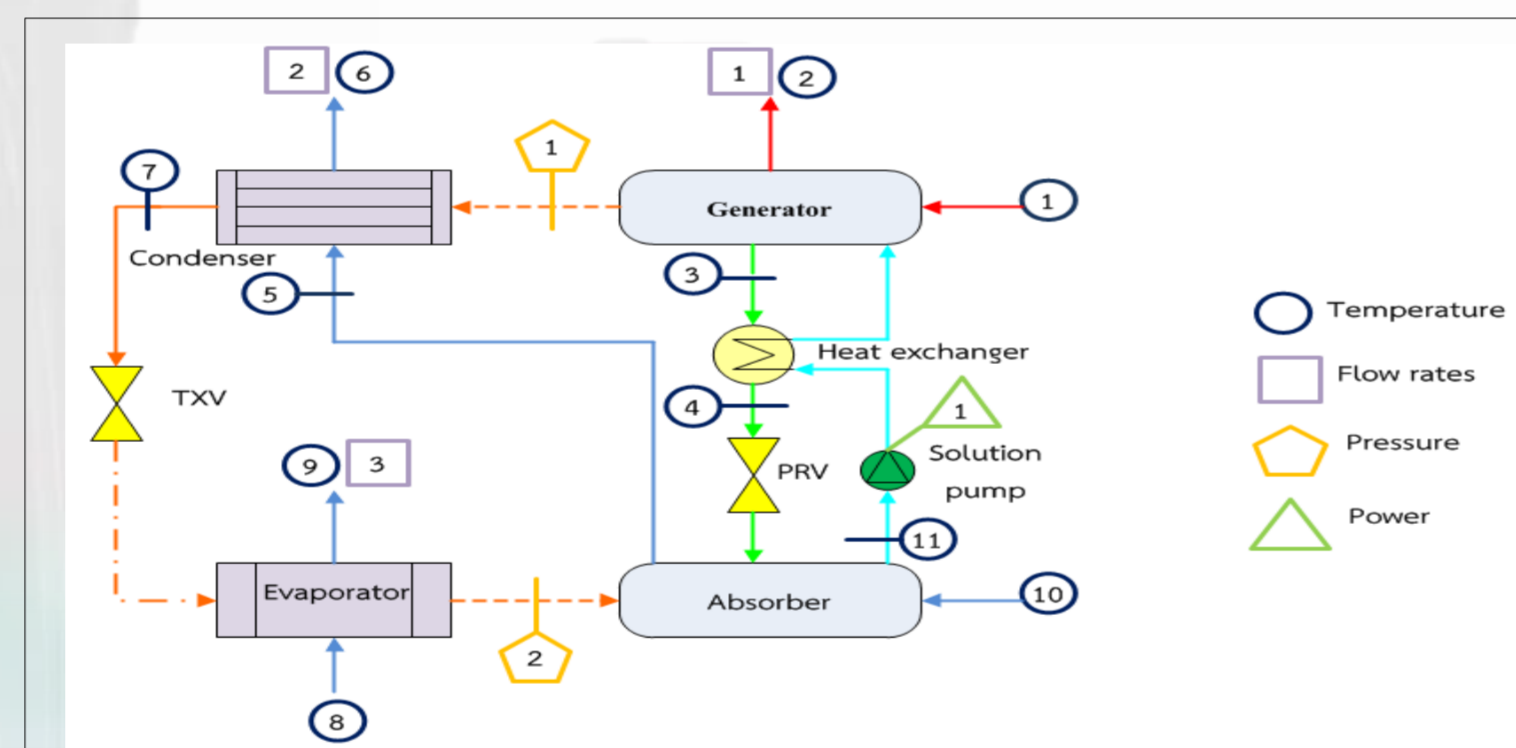 2
6
1
2
7
1
Generator
1
Condenser
3
5
Heat exchanger
TXV
4
1
Solution
pump
PRV
9
3
11
Evaporator
Absorber
10
2
8
Temperature
Flow rates
Pressure
Power